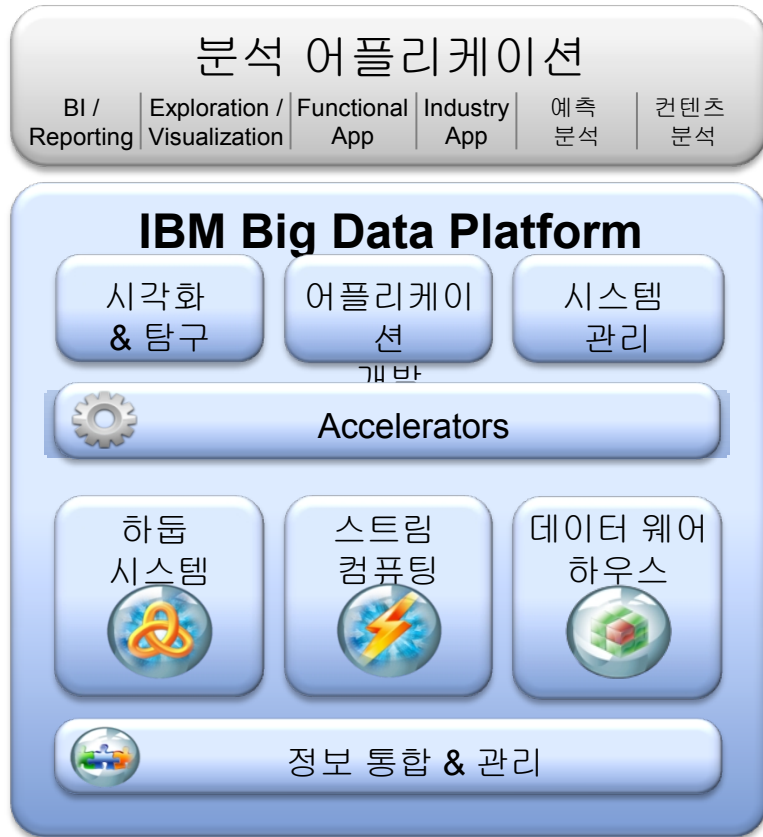 분석 어플리케이션
BI / Exploration / Functional Industry 예측 컨텐츠
Reporting Visualization App App 분석 분석
IBM Big Data Platform
시각화 어플리케이 시스템
& 탐구 션 관리
개발
Accelerators
하둡 스트림 데이터 웨어
시스템 컴퓨팅 하우스
정보 통합 & 관리